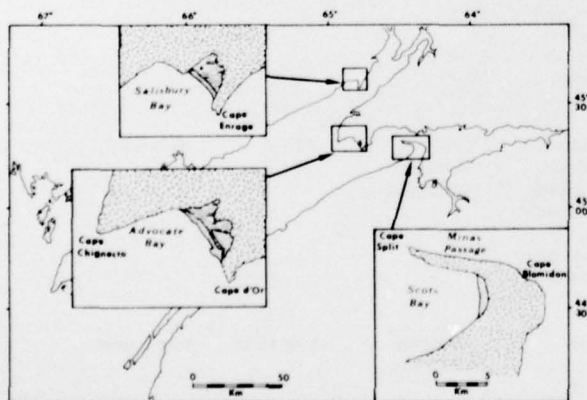 67° 66° 65° 64°
Salisbury
Bay
Cape
Enrage
45°
30
Advocate
Bay
Cape
Chignecto
Cape d'Or
45°
00
Cape
Split
Minas
Passage
Cape
Blomidon
Scots
Bay
44°
30
0 50
Km
0 5
Km